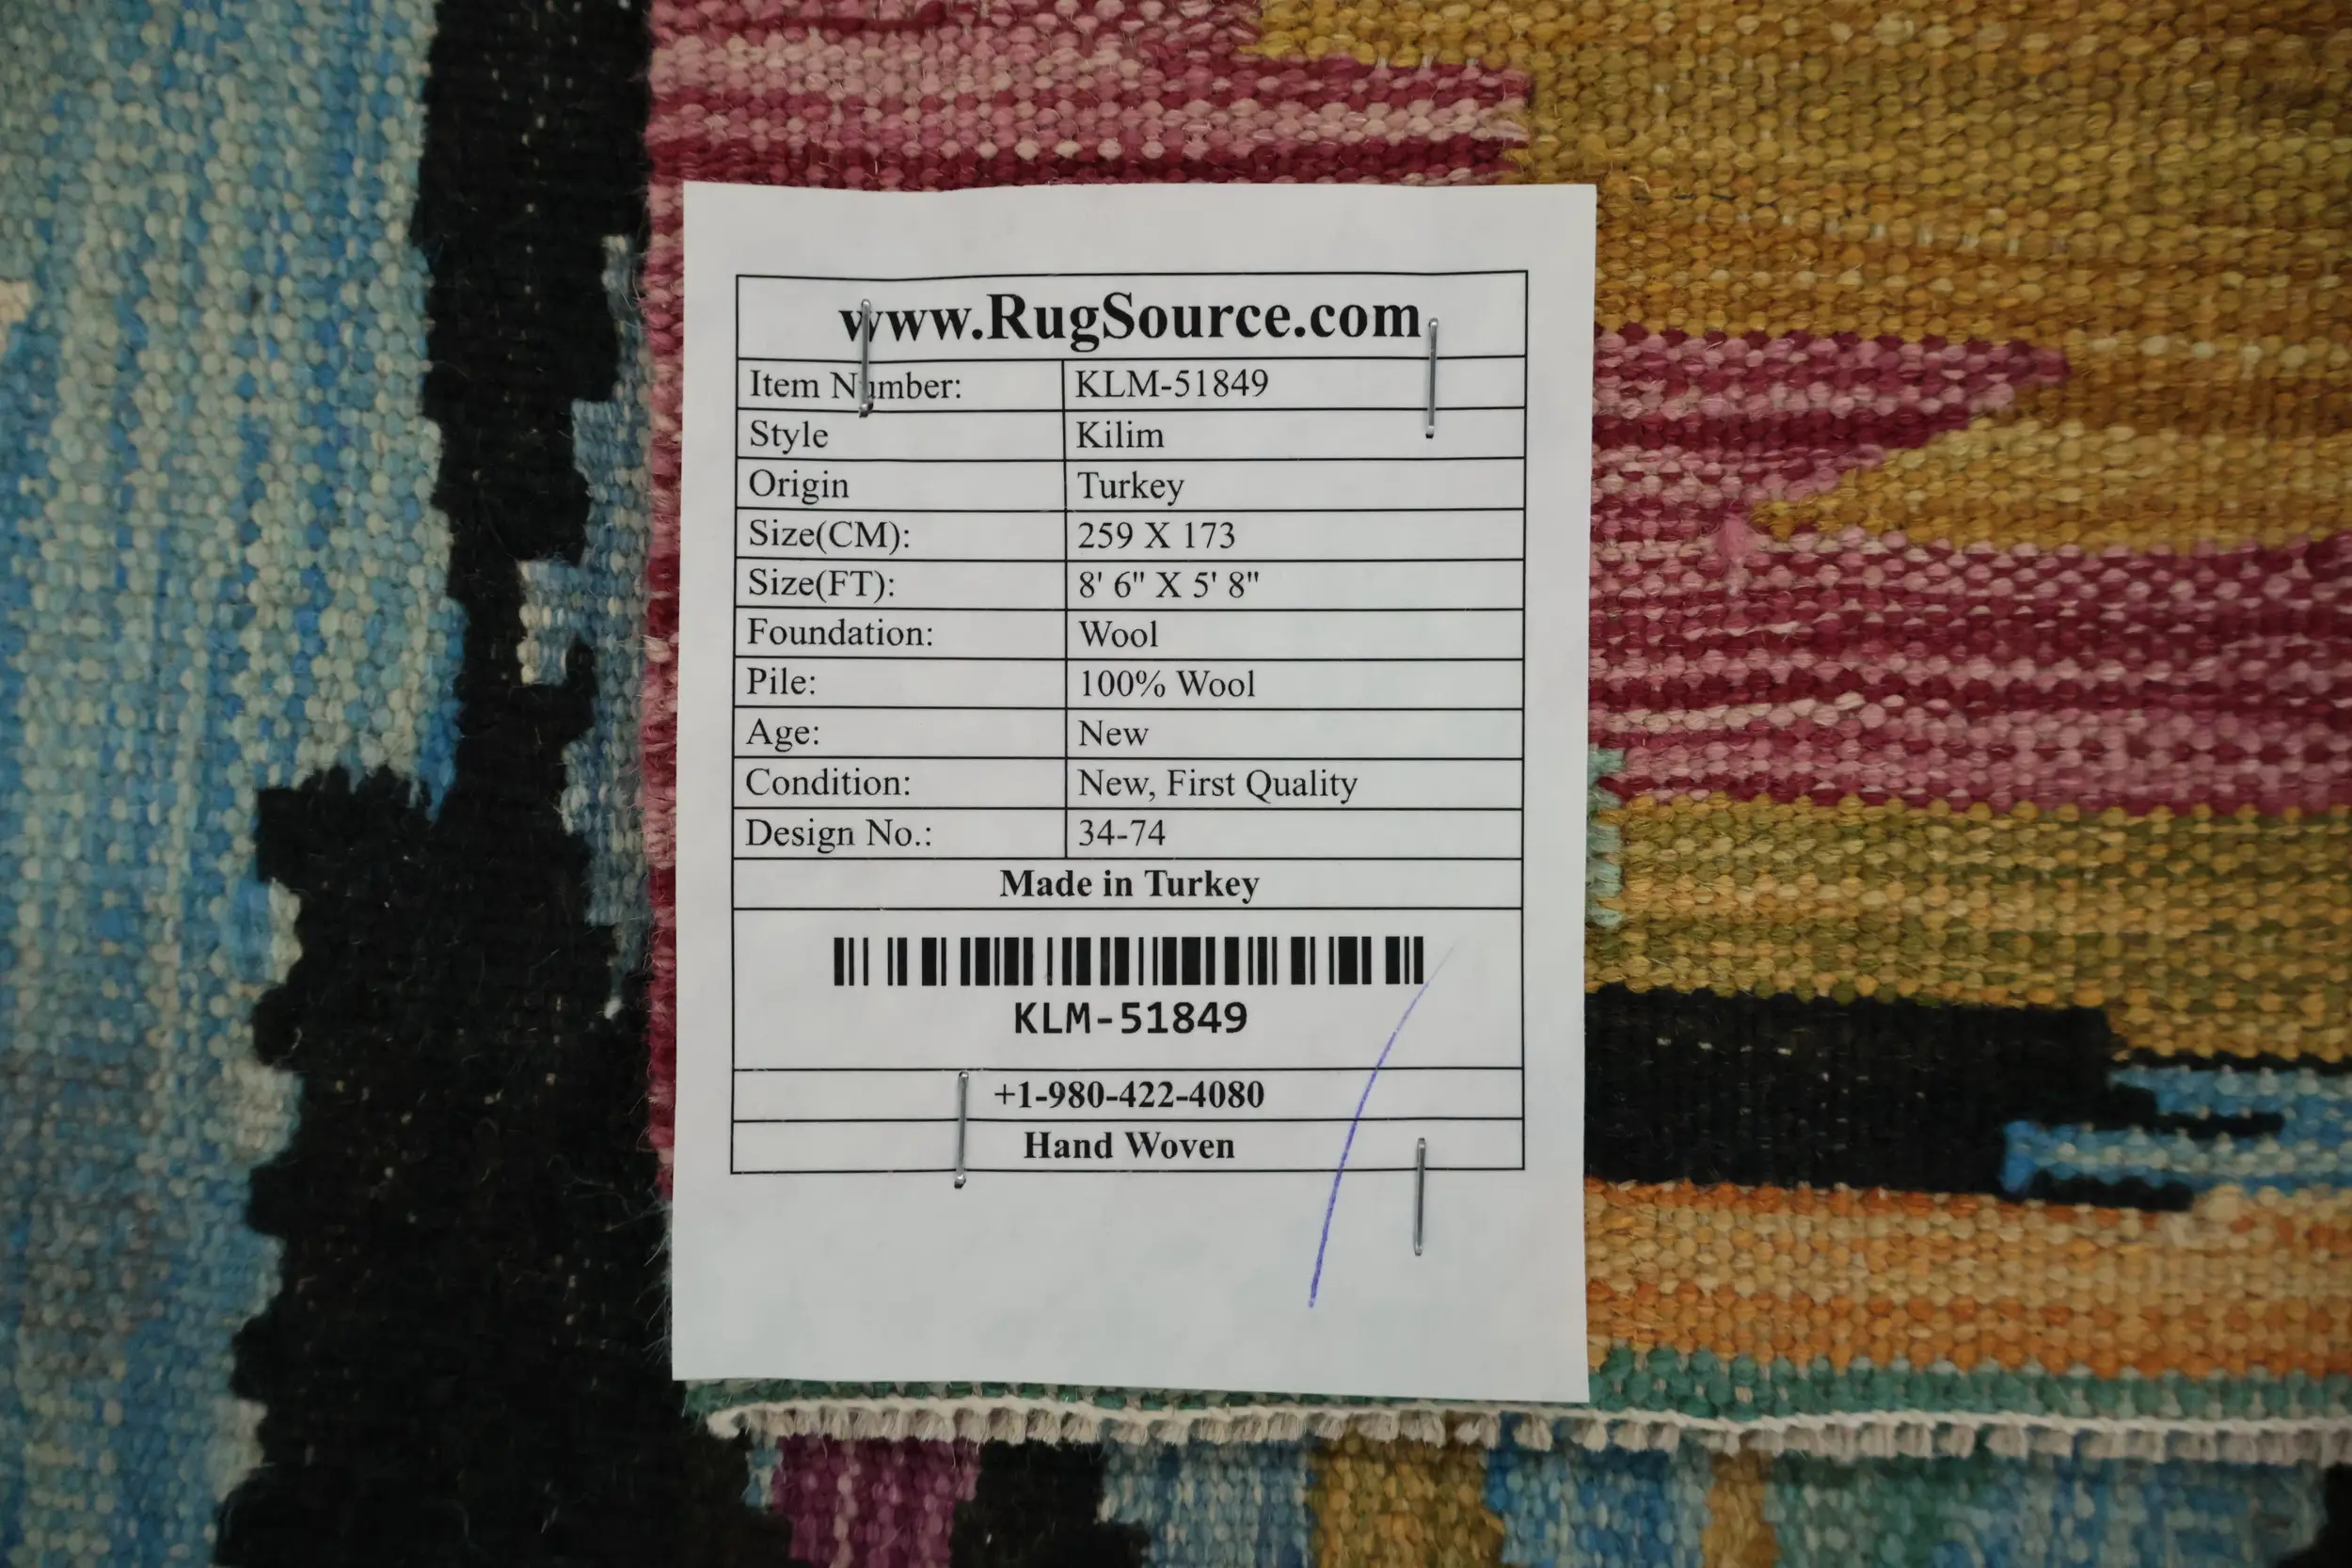 www.RugSource.com
Item Number: KLM-51849
Style Kilim
Origin Turkey
Size(CM): 259 X 173
Size(FT): 8' 6" X 5' 8"
Foundation: Wool
Pile: 100% Wool
Age: New
Condition: New, First Quality
Design No.: 34-74
Made in Turkey
KLM-51849
+1-980-422-4080
Hand Woven